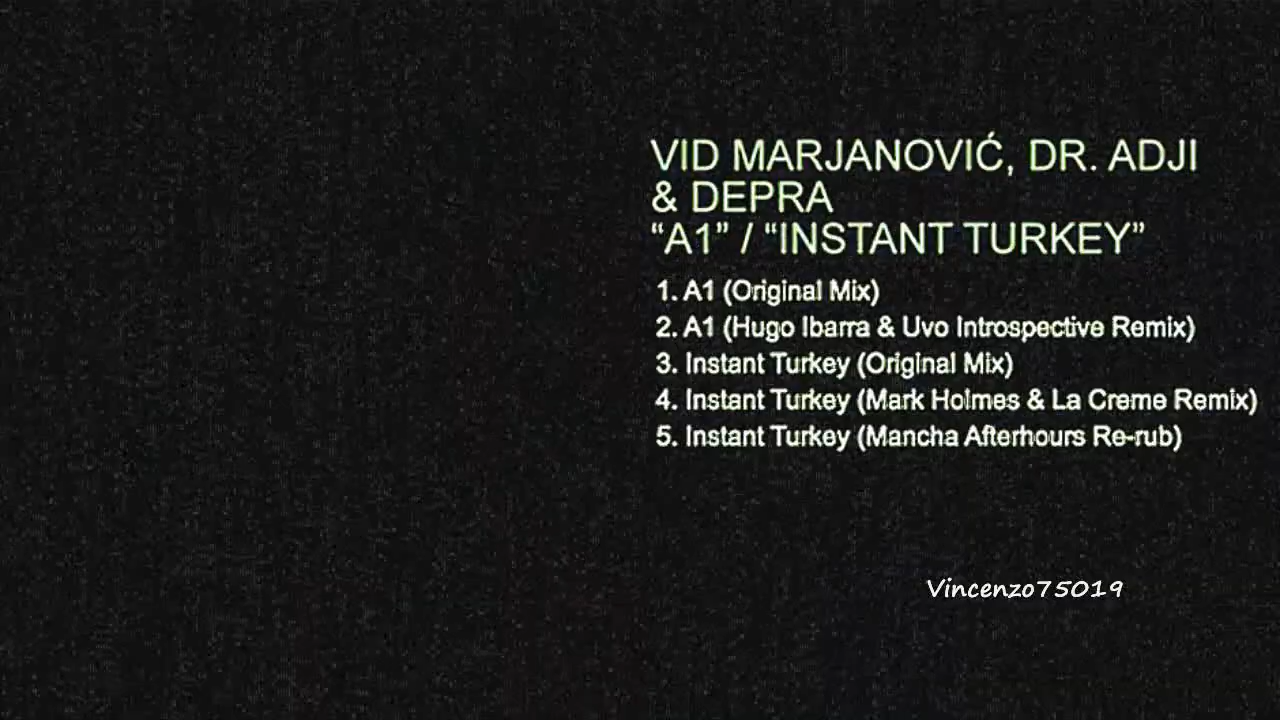 VID MARJANOVIĆ, DR. ADJI
& DEPRA
“A1” / “INSTANT TURKEY”
1. A1 (Original Mix)
2. A1 (Hugo Ibarra & Uvo Introspective Remix)
3. Instant Turkey (Original Mix)
4. Instant Turkey (Mark Holmes & La Creme Remix)
5. Instant Turkey (Mancha Afterhours Re-rub)
Vincenzo75019